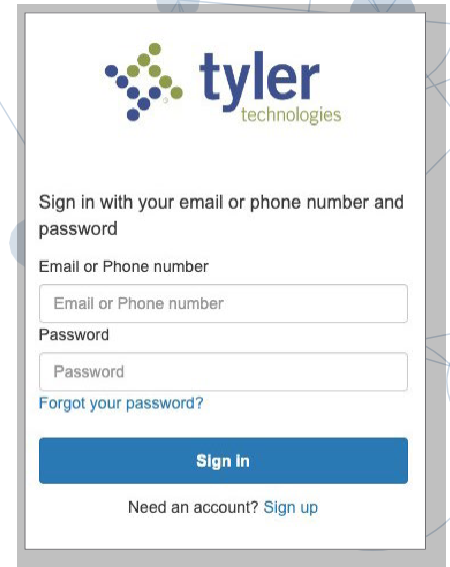 tyler
technologies
Sign in with your email or phone number and
password
Email or Phone number
Email or Phone number
Password
Password
Forgot your password?
Sign in
Need an account? Sign up